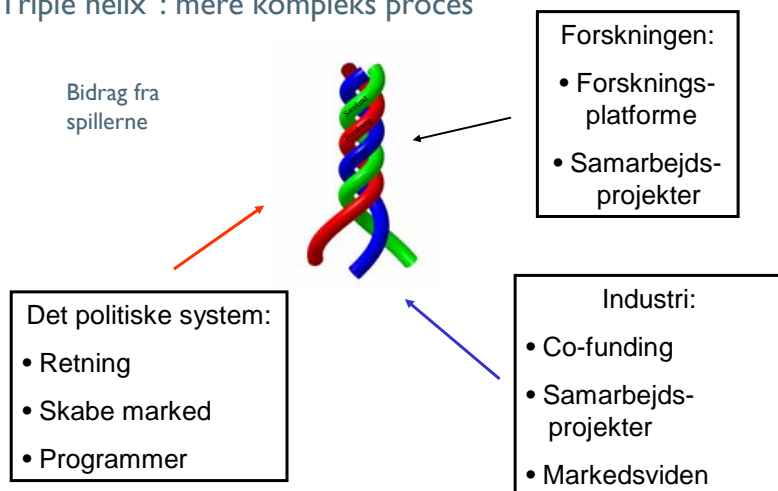 Triple helix": mere kompleks proces
Bidrag fra
spillerne
Forskningen:
• Forsknings-
platforme
• Samarbejds-
projekter
Det politiske system:
• Retning
• Skabe marked
• Programmer
Industri:
• Co-funding
• Samarbejds-
projekter
• Markedsviden